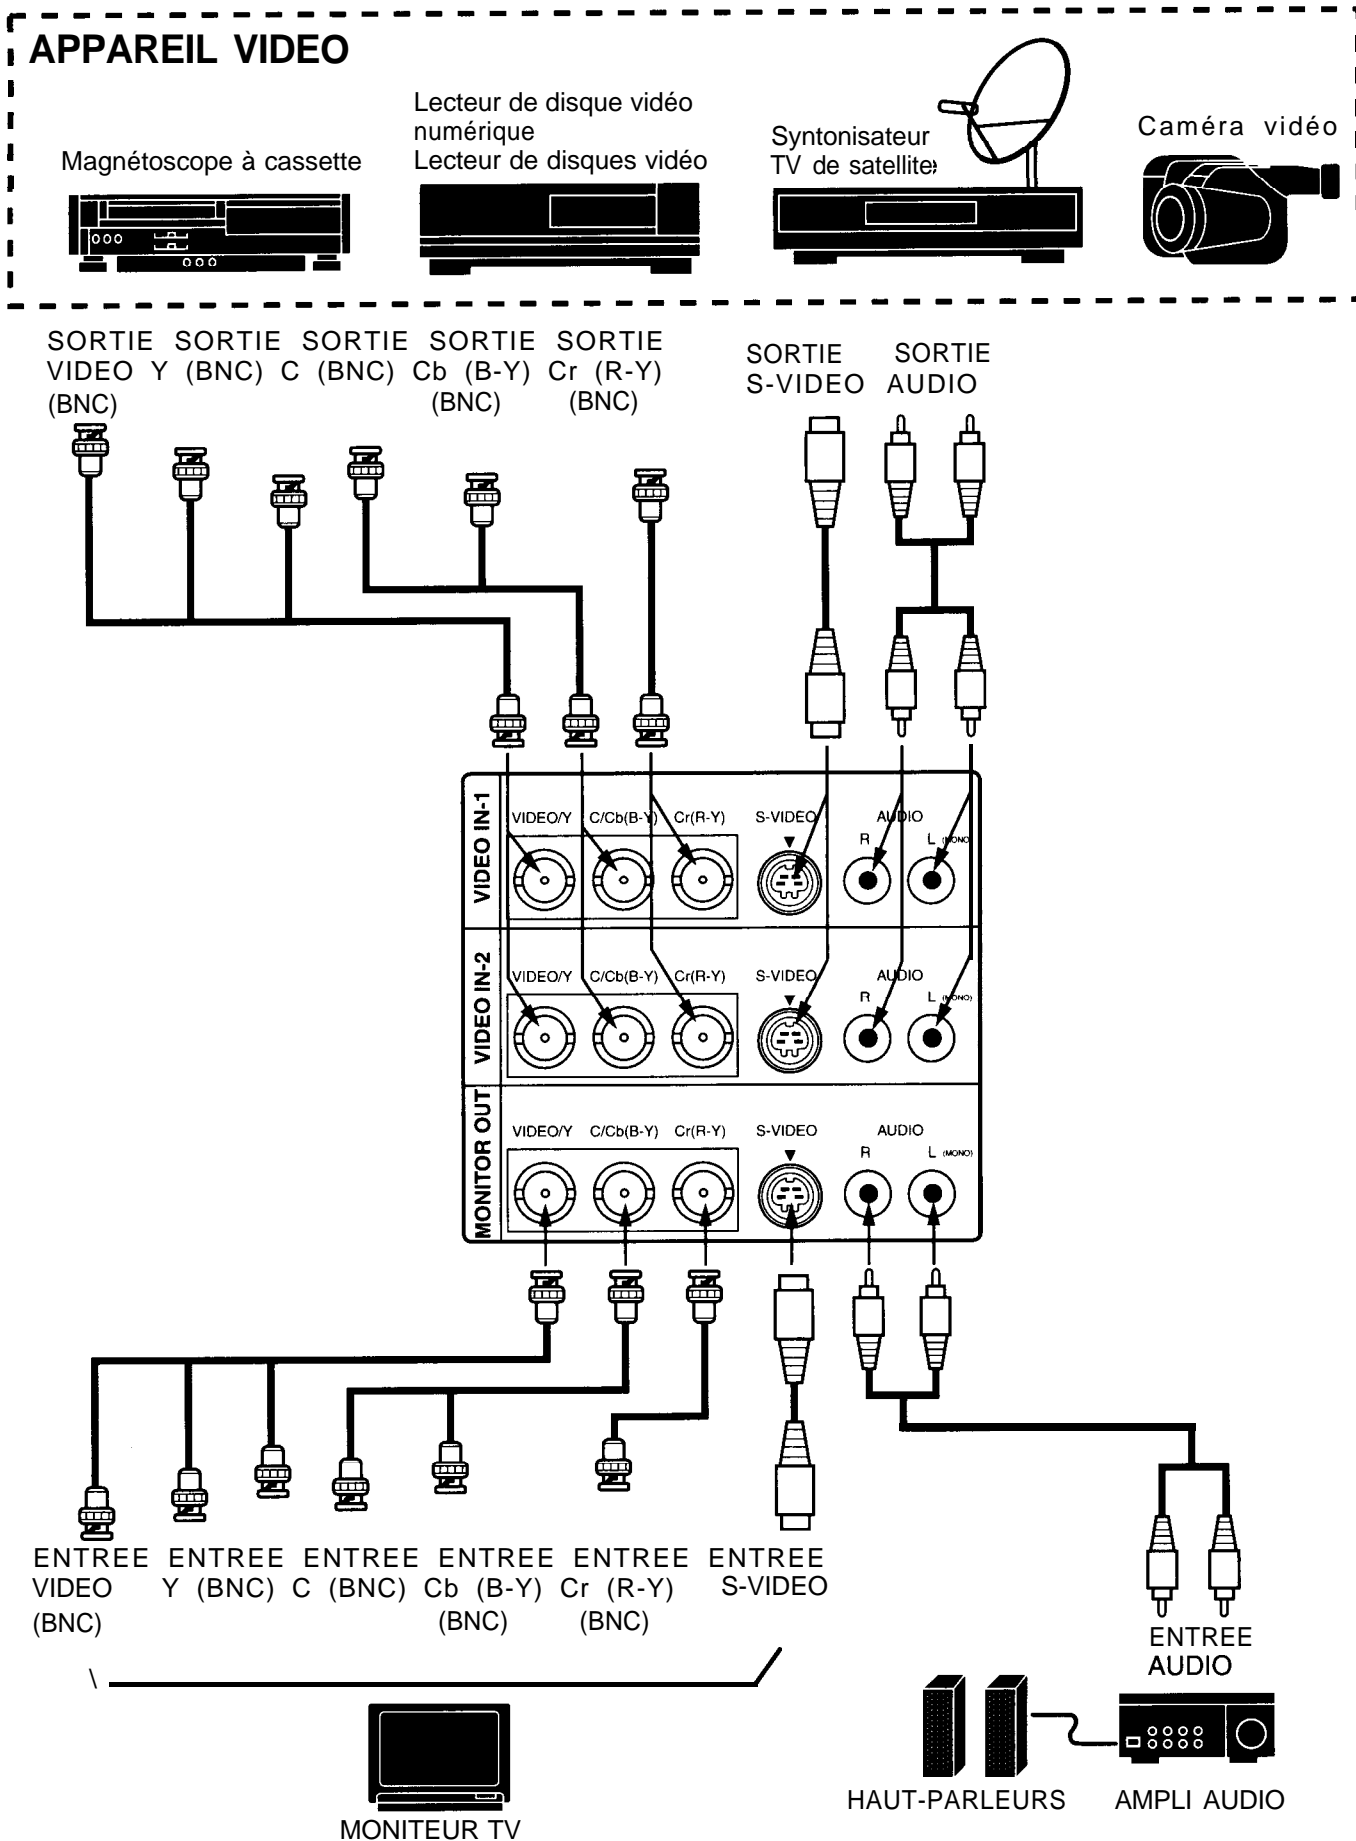 APPAREIL VIDEO
Lecteur de disque vidéo
numérique
Lecteur de disques vidéo
Magnétoscope à cassette
Syntonisateur
TV de satellite
Caméra vidéo
SORTIE SORTIE SORTIE SORTIE SORTIE
VIDEO Y (BNC) C (BNC) Cb (B-Y) Cr (R-Y)
(BNC) (BNC) (BNC)
SORTIE SORTIE
S-VIDEO AUDIO
VIDEO IN-1
VIDEO/Y C/Cb(B-Y) Cr(R-Y) S-VIDEO AUDIO
R L (MONO)
VIDEO IN-2
VIDEO/Y C/Cb(B-Y) Cr(R-Y) S-VIDEO AUDIO
R L (MONO)
MONITOR OUT
VIDEO/Y C/Cb(B-Y) Cr(R-Y) S-VIDEO AUDIO
R L (MONO)
ENTREE ENTREE ENTREE ENTREE ENTREE ENTREE
VIDEO Y (BNC) C (BNC) Cb (B-Y) Cr (R-Y) S-VIDEO
(BNC) (BNC) (BNC)
ENTREE
AUDIO
HAUT-PARLEURS AMPLI AUDIO
MONITEUR TV